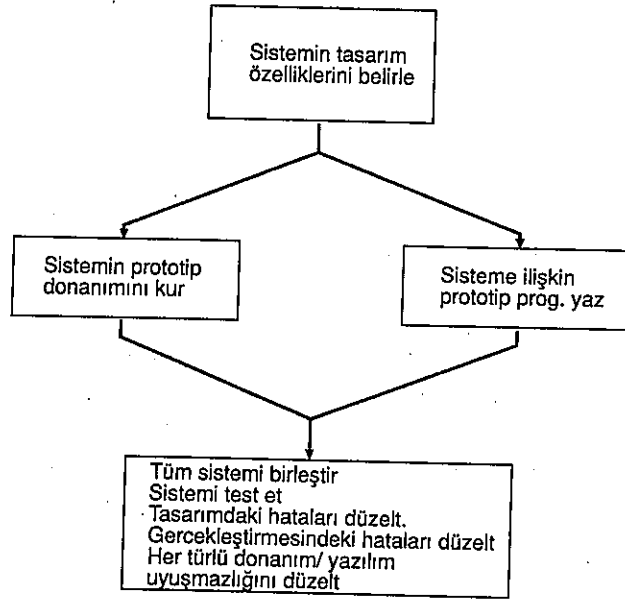 Sistemin tasarım
özelliklerini belirle
Sistemin prototip
donanımını kur
Sisteme ilişkin
prototip prog. yaz
Tüm sistemi birleştir
Sistemi test et
Tasarımdaki hataları düzelt.
Gercekleştirmesindeki hataları düzelt
Her türlü donanım/ yazılım
uyuşmazlığını düzelt